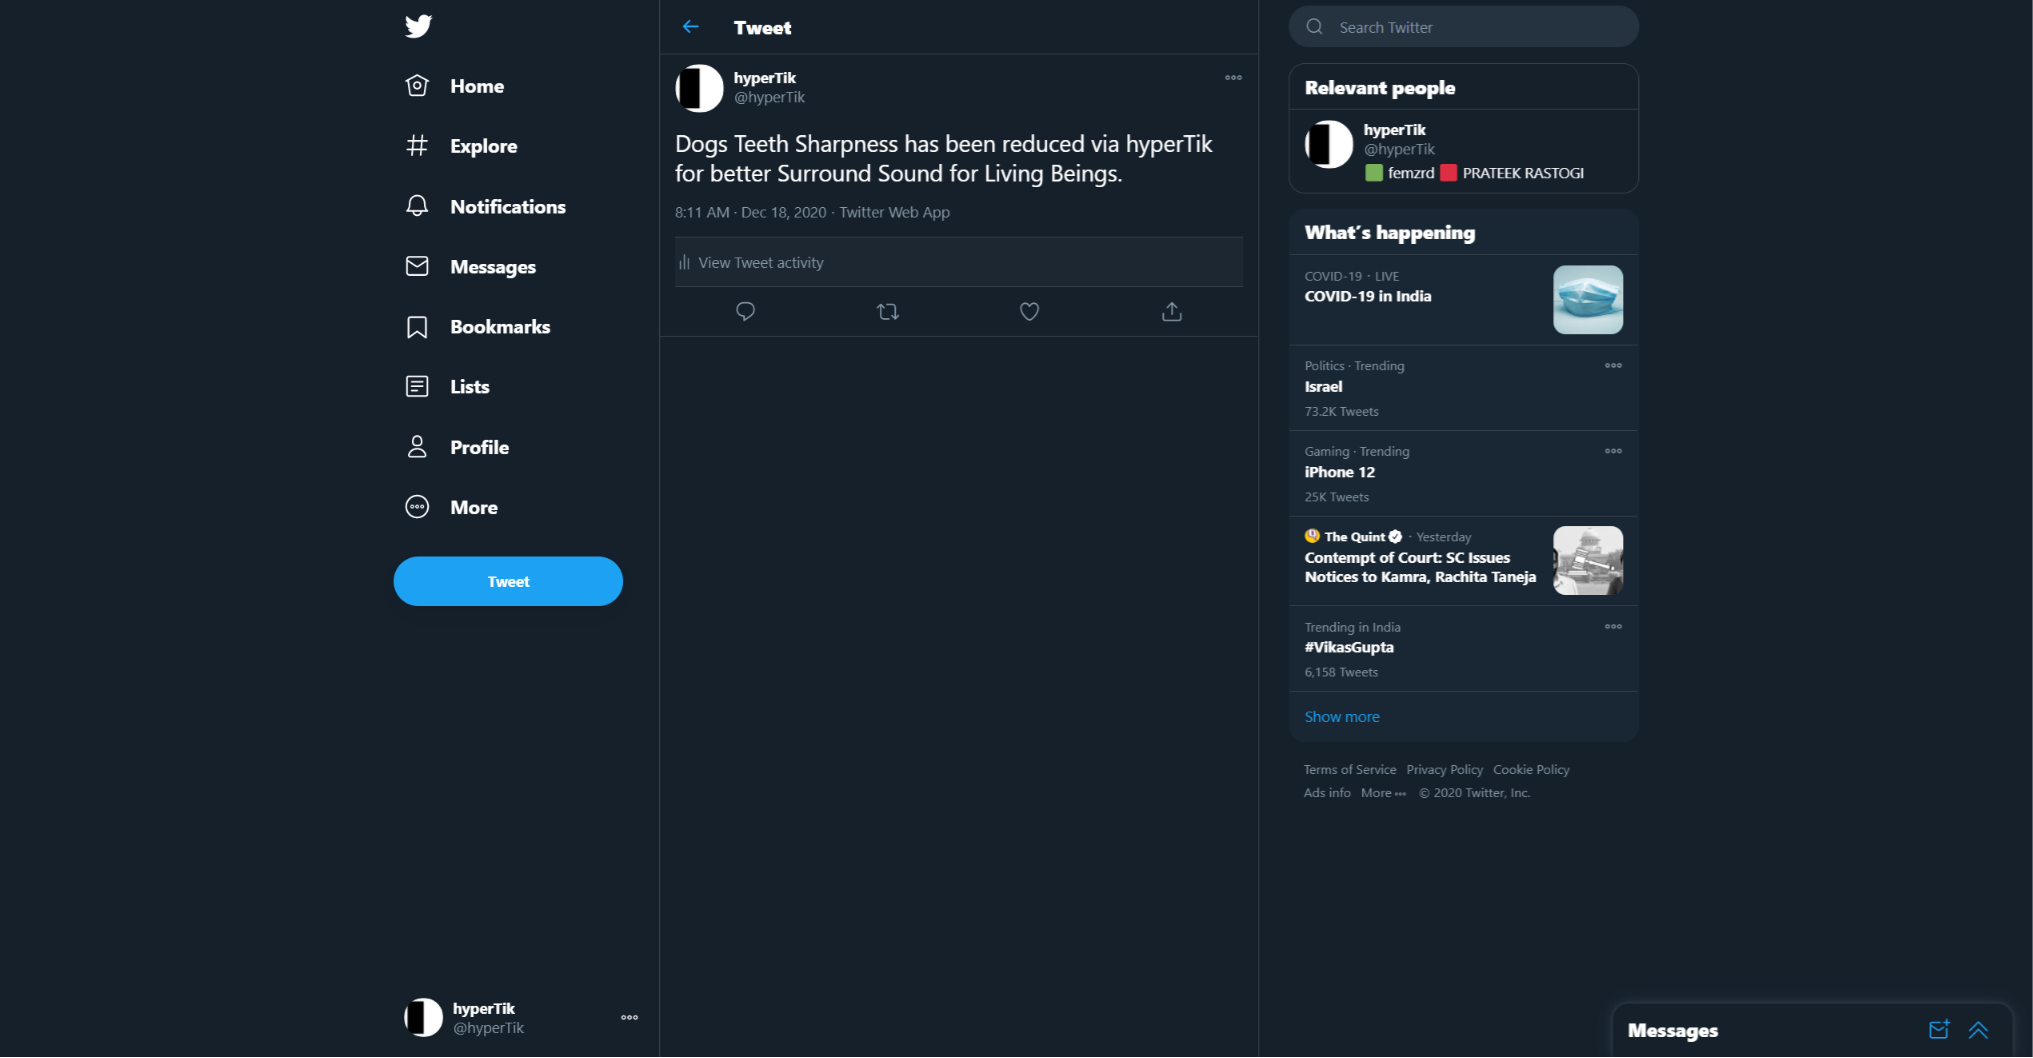 Home
Explore
Notifications
Messages
Bookmarks
Lists
Profile
More
Tweet
hyperTik
@hyperTik
Tweet
hyperTik
@hyperTik
Dogs Teeth Sharpness has been reduced via hyperTik
for better Surround Sound for Living Beings.
8:11 AM · Dec 18, 2020 · Twitter Web App
View Tweet activity
Search Twitter
Relevant people
hyperTik
@hyperTik
🟩 femzrd 🟥 PRATEEK RASTOGI
What's happening
COVID-19 · LIVE
COVID-19 in India
Politics · Trending
Israel
73.2K Tweets
Gaming · Trending
iPhone 12
25K Tweets
The Quint · Yesterday
Contempt of Court: SC Issues
Notices to Kamra, Rachita Taneja
Trending in India
#VikasGupta
6,158 Tweets
Show more
Terms of Service Privacy Policy Cookie Policy
Ads info More ··· © 2020 Twitter, Inc.
Messages